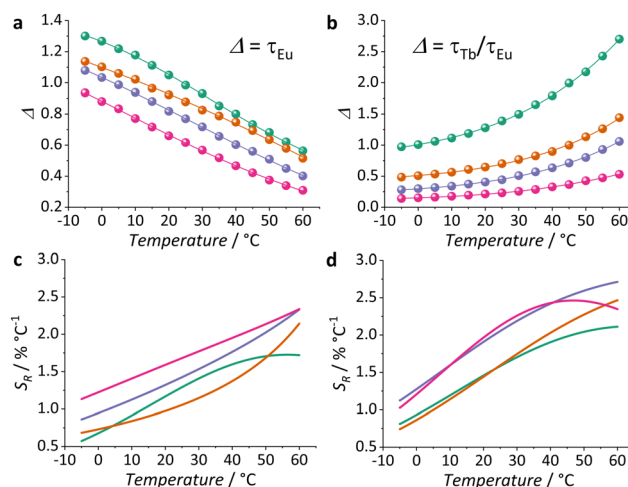 a
Δ = τEu
1.4
1.2
1.0
0.8
0.6
0.4
0.2
Δ
-10 0 10 20 30 40 50 60
Temperature / °C
b
Δ = τTb/τEu
3.0
2.5
2.0
1.5
1.0
0.5
0.0
Δ
-10 0 10 20 30 40 50 60
Temperature / °C
c
3.0
2.5
2.0
1.5
1.0
0.5
SR / % °C⁻¹
-10 0 10 20 30 40 50 60
Temperature / °C
d
3.0
2.5
2.0
1.5
1.0
0.5
SR / % °C⁻¹
-10 0 10 20 30 40 50 60
Temperature / °C